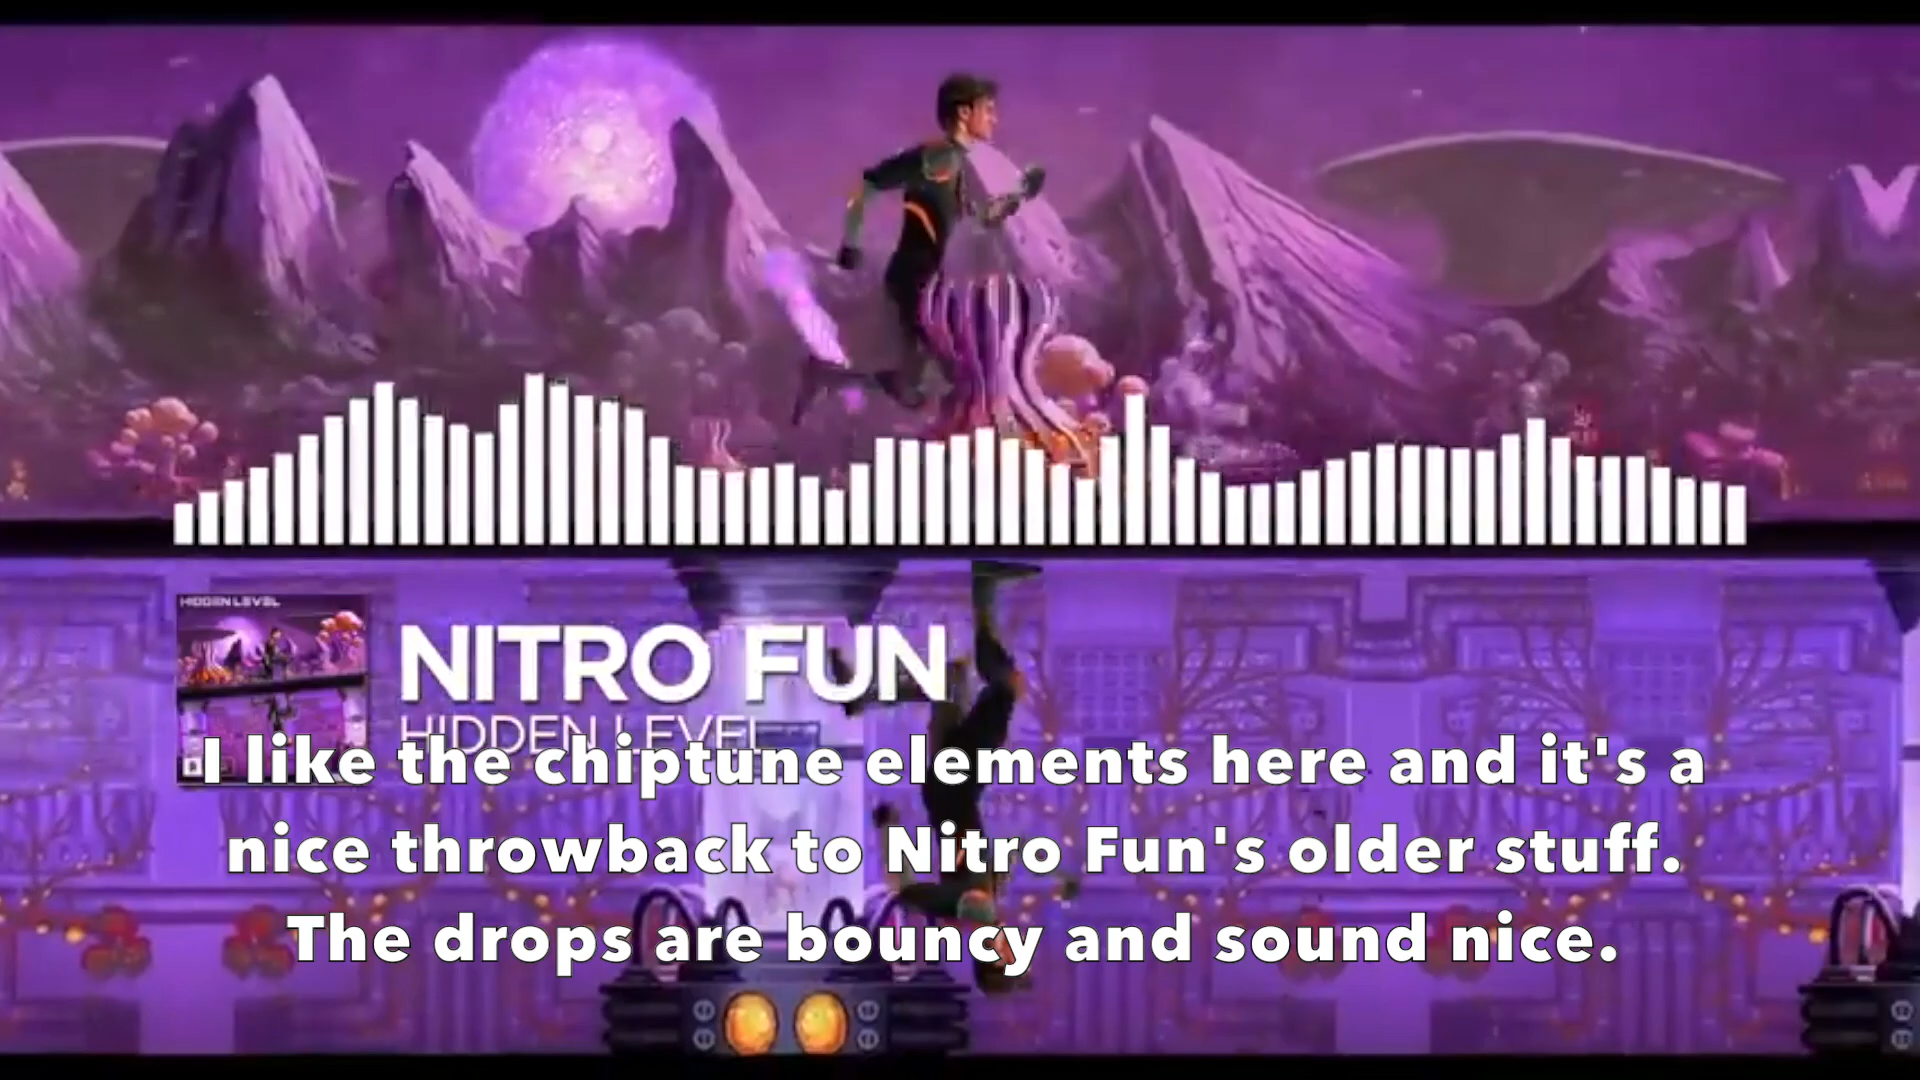 HIDDEN LEVEL
NITRO FUN
HIDDEN LEVEL
I like the chiptune elements here and it's a
nice throwback to Nitro Fun's older stuff.
The drops are bouncy and sound nice.